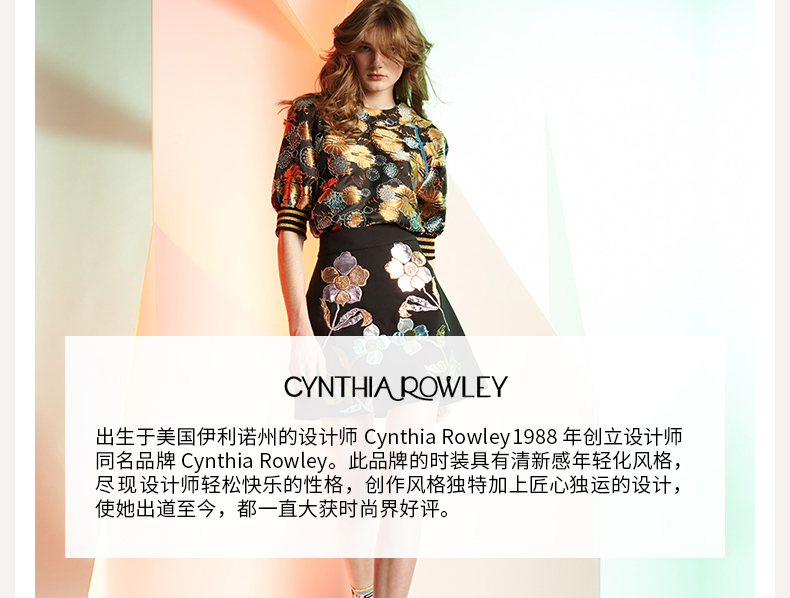 CYNTHIA ROWLEY
出生于美国伊利诺州的设计师 Cynthia Rowley1988 年创立设计师
同名品牌 Cynthia Rowley。此品牌的时装具有清新感年轻化风格，
尽现设计师轻松快乐的性格，创作风格独特加上匠心独运的设计，
使她出道至今，都一直大获时尚界好评。